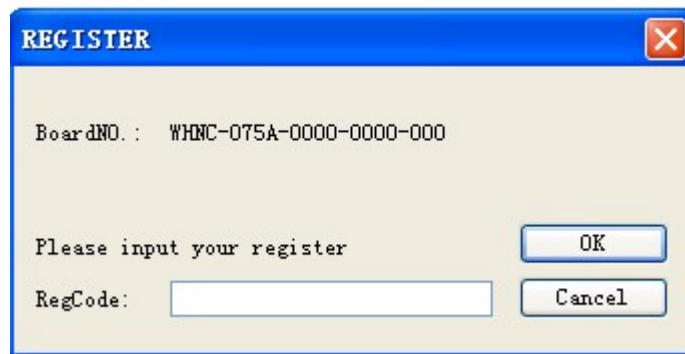 REGISTER
BoardNO.: WHNC-075A-0000-0000-000
Please input your register
OK
RegCode:
Cancel